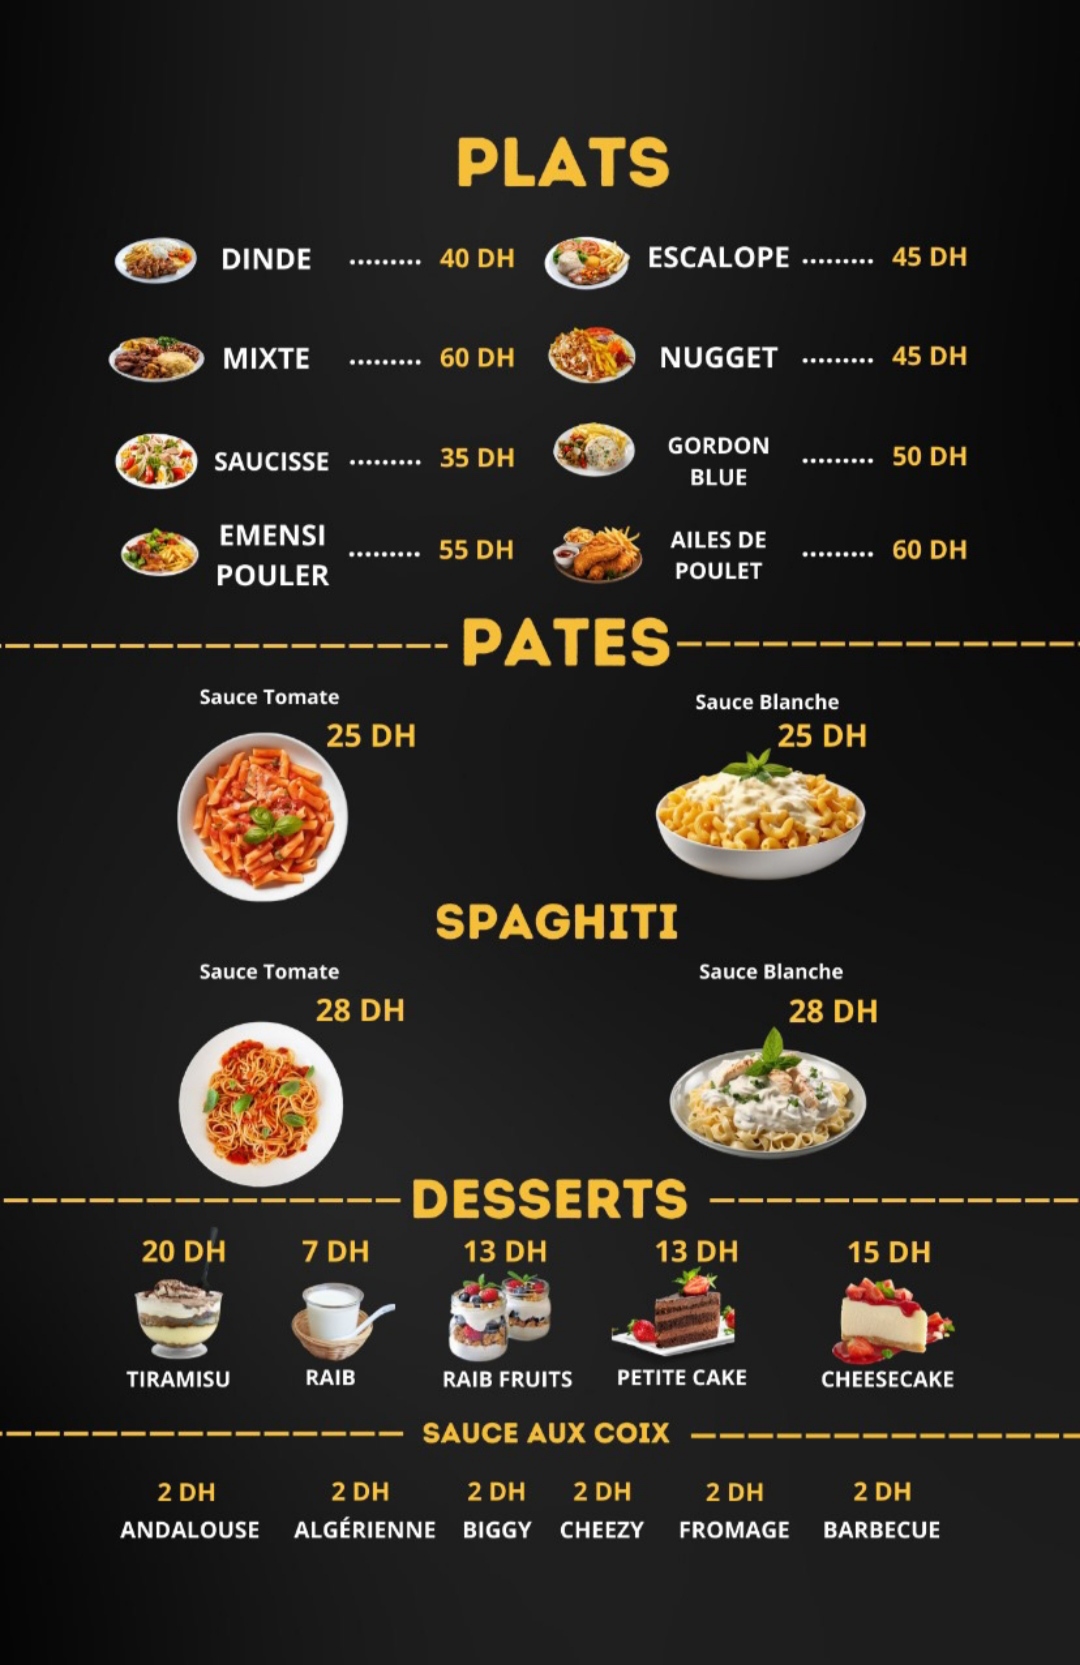 PLATS
DINDE ......... 40 DH
ESCALOPE ......... 45 DH
MIXTE ......... 60 DH
NUGGET ......... 45 DH
SAUCISSE ......... 35 DH
GORDON
BLUE ......... 50 DH
EMENSI
POULER ......... 55 DH
AILES DE
POULET ......... 60 DH
PATES
Sauce Tomate
25 DH
Sauce Blanche
25 DH
SPAGHITI
Sauce Tomate
28 DH
Sauce Blanche
28 DH
DESSERTS
20 DH
TIRAMISU
7 DH
RAIB
13 DH
RAIB FRUITS
13 DH
PETITE CAKE
15 DH
CHEESECAKE
SAUCE AUX COIX
2 DH
ANDALOUSE
2 DH
ALGÉRIENNE
2 DH
BIGGY
2 DH
CHEEZY
2 DH
FROMAGE
2 DH
BARBECUE